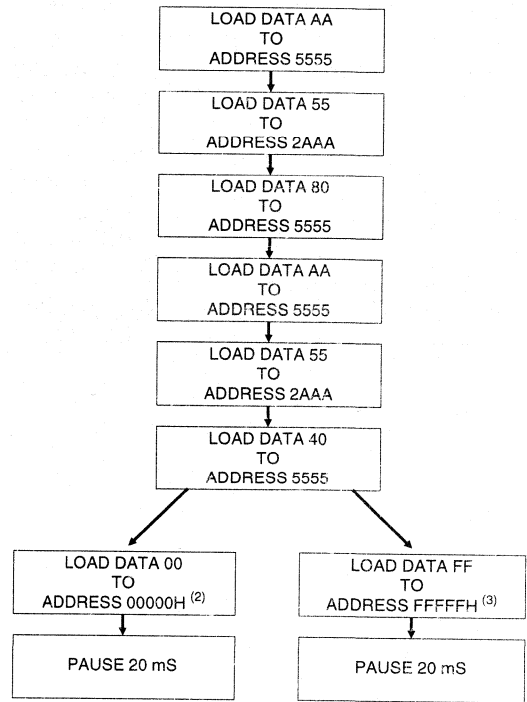 LOAD DATA AA
TO
ADDRESS 5555
LOAD DATA 55
TO
ADDRESS 2AAA
LOAD DATA 80
TO
ADDRESS 5555
LOAD DATA AA
TO
ADDRESS 5555
LOAD DATA 55
TO
ADDRESS 2AAA
LOAD DATA 40
TO
ADDRESS 5555
LOAD DATA 00
TO
ADDRESS 00000H (2)
PAUSE 20 mS
LOAD DATA FF
TO
ADDRESS FFFFFH (3)
PAUSE 20 mS